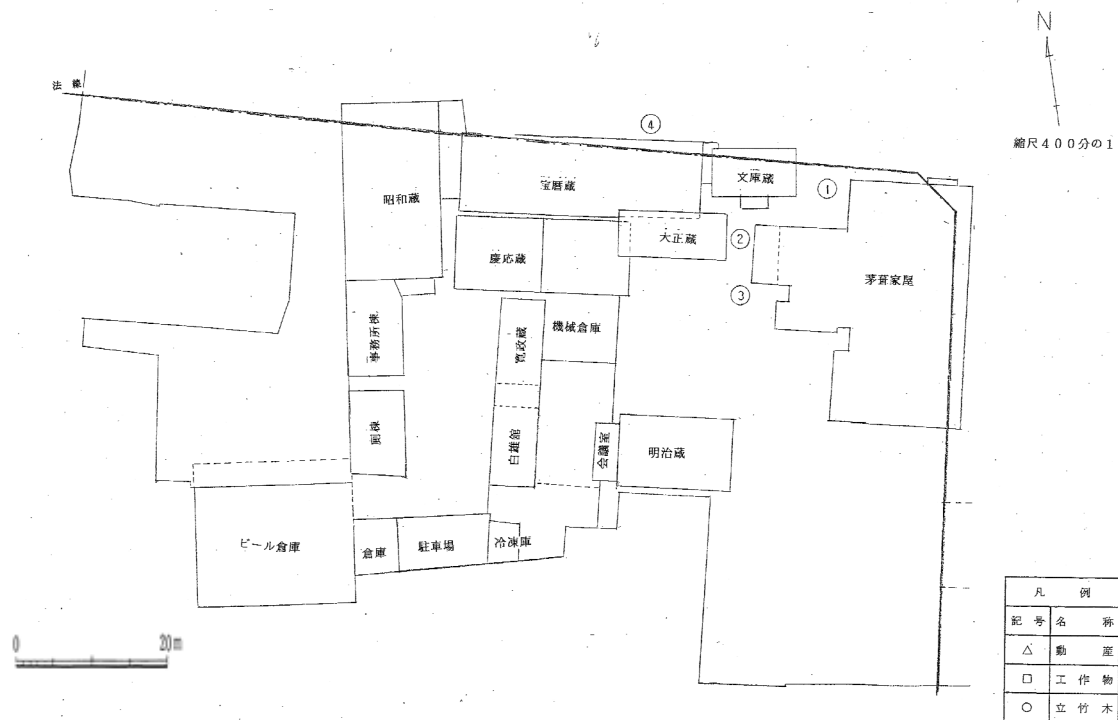 N
縮尺400分の1
法線
④
宝暦蔵
文庫蔵
①
昭和蔵
大正蔵
②
慶応蔵
茅葺家屋
③
事務所棟
寛政蔵
機械倉庫
厠棟
白雄舘
会議室
明治蔵
ビール倉庫
倉庫
駐車場
冷凍庫
0 20m
凡例
記号 名称
△ 動産
□ 工作物
○ 立竹木